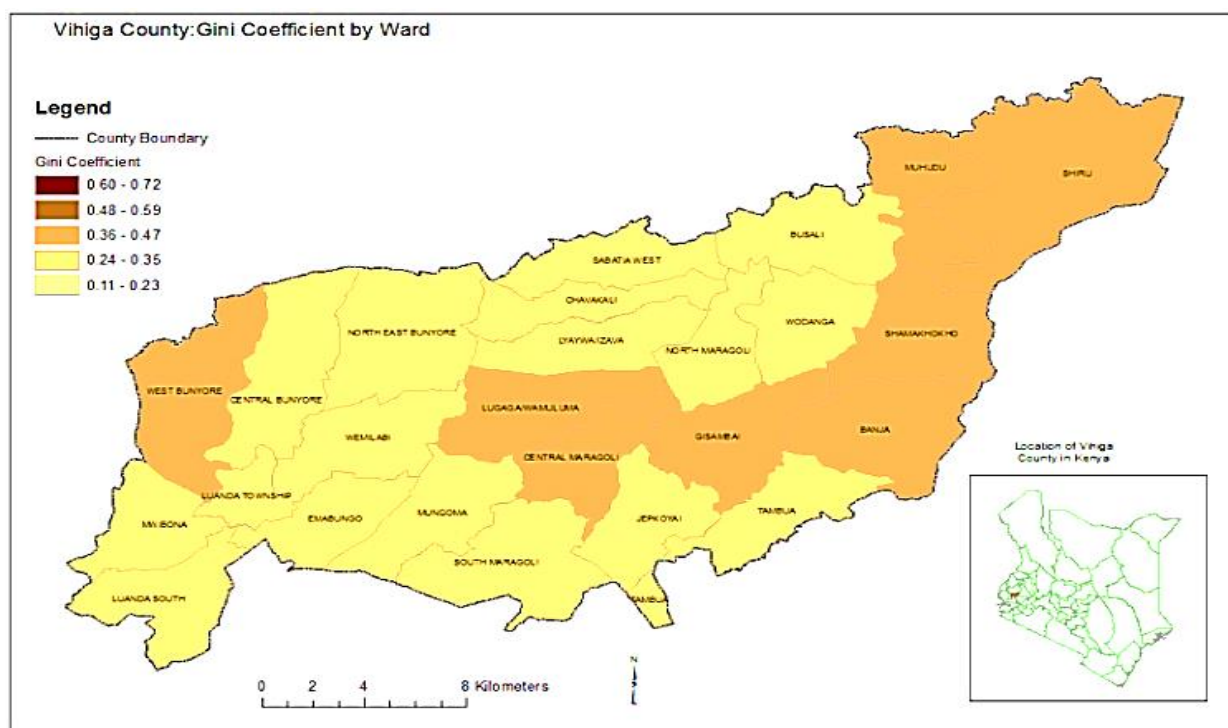 Vihiga County:Gini Coefficient by Ward
Legend
County Boundary
Gini Coefficient
0.60 - 0.72
0.48 - 0.59
0.36 - 0.47
0.24 - 0.35
0.11 - 0.23
MUHUDU
SHIRU
BUSALI
SABATIA WEST
CHAVAKALI
NORTH EAST BUNYORE
LYAYWA/IZAVA
NORTH MARAGOLI
WODANGA
SHAMAKHOKHO
WEST BUNYORE
CENTRAL BUNYORE
LUGAGA/WAMULUMA
WEMILABI
GISAMBAI
BANJA
CENTRAL MARAGOLI
LUANDA TOWNSHIP
MWIBONA
EMABUNGO
MUNGOMA
JEPKOYAI
TAMBUA
SOUTH MARAGOLI
LUANDA SOUTH
TAMBUA
Location of Vihiga
County in Kenya
N
0 2 4 8 Kilometers